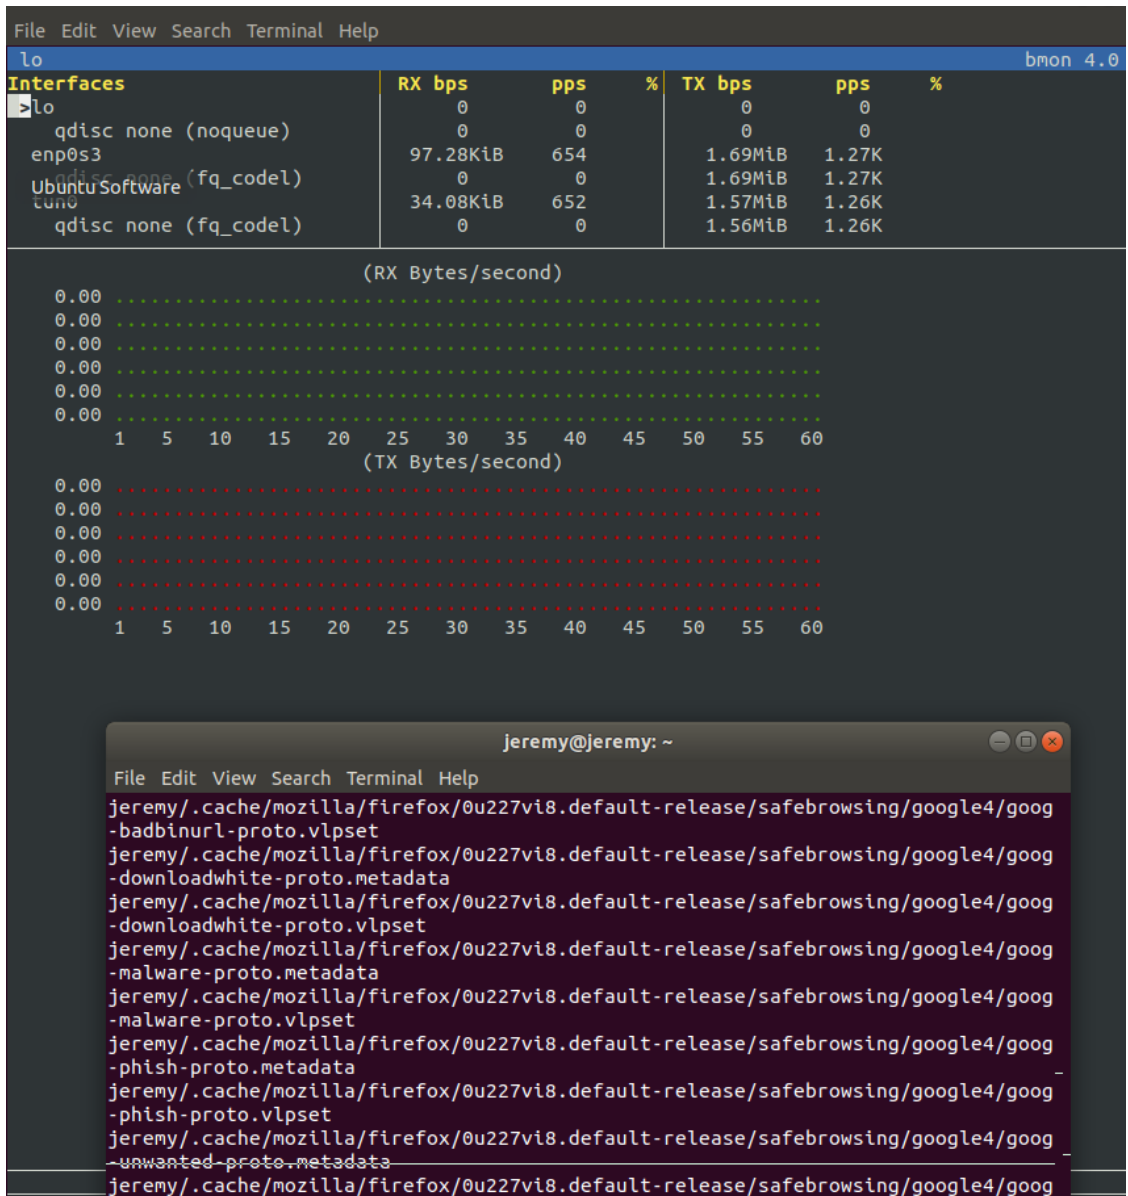 File Edit View Search Terminal Help
lo bmon 4.0
Interfaces RX bps pps % TX bps pps %
>lo 0 0 0 0
qdisc none (noqueue) 0 0 0 0
enp0s3 97.28KiB 654 1.69MiB 1.27K
qdisc none (fq_codel) 0 0 1.69MiB 1.27K
Ubuntu Software
tun0 34.08KiB 652 1.57MiB 1.26K
qdisc none (fq_codel) 0 0 1.56MiB 1.26K
(RX Bytes/second)
0.00
0.00
0.00
0.00
0.00
0.00
1 5 10 15 20 25 30 35 40 45 50 55 60
(TX Bytes/second)
0.00
0.00
0.00
0.00
0.00
0.00
1 5 10 15 20 25 30 35 40 45 50 55 60
jeremy@jeremy: ~
File Edit View Search Terminal Help
jeremy/.cache/mozilla/firefox/0u227vi8.default-release/safebrowsing/google4/goog
-badbinurl-proto.vlpset
jeremy/.cache/mozilla/firefox/0u227vi8.default-release/safebrowsing/google4/goog
-downloadwhite-proto.metadata
jeremy/.cache/mozilla/firefox/0u227vi8.default-release/safebrowsing/google4/goog
-downloadwhite-proto.vlpset
jeremy/.cache/mozilla/firefox/0u227vi8.default-release/safebrowsing/google4/goog
-malware-proto.metadata
jeremy/.cache/mozilla/firefox/0u227vi8.default-release/safebrowsing/google4/goog
-malware-proto.vlpset
jeremy/.cache/mozilla/firefox/0u227vi8.default-release/safebrowsing/google4/goog
-phish-proto.metadata
jeremy/.cache/mozilla/firefox/0u227vi8.default-release/safebrowsing/google4/goog
-phish-proto.vlpset
jeremy/.cache/mozilla/firefox/0u227vi8.default-release/safebrowsing/google4/goog
-unwanted-proto.metadata
jeremy/.cache/mozilla/firefox/0u227vi8.default-release/safebrowsing/google4/goog